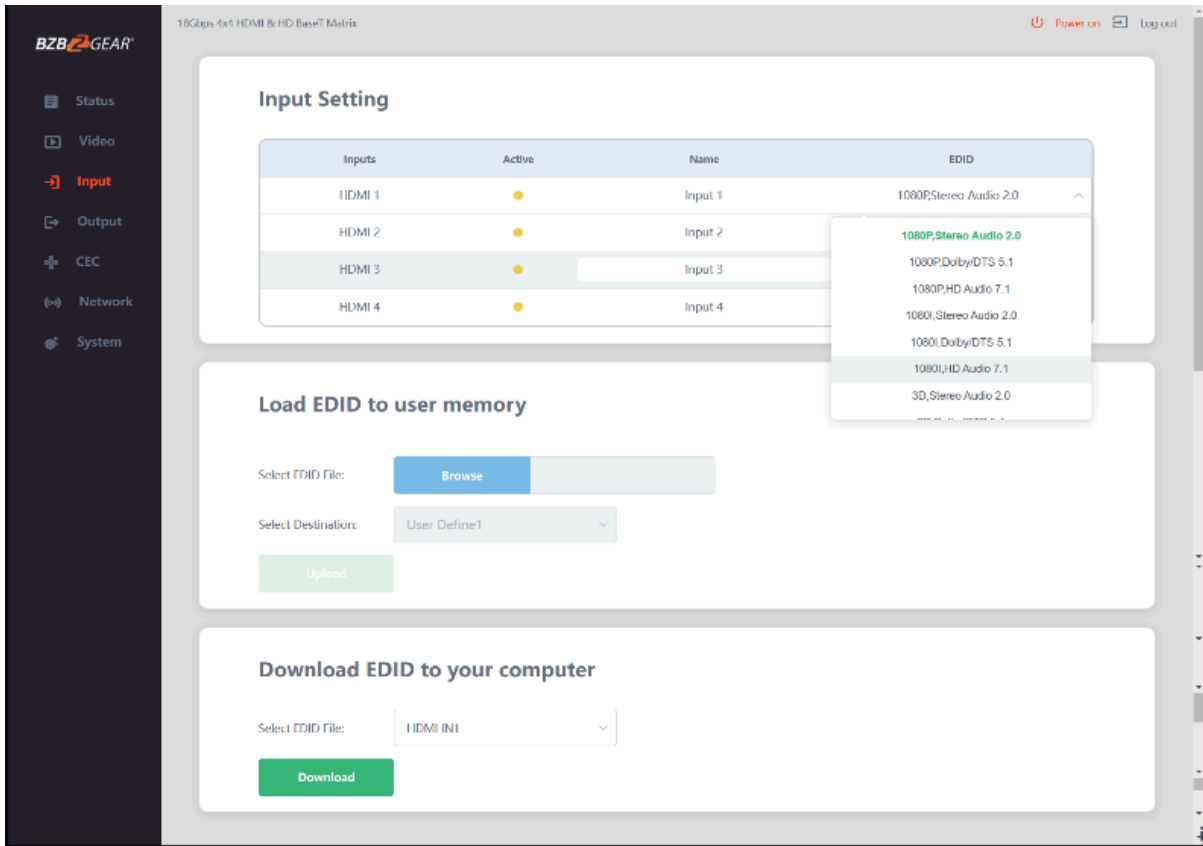 18Gbps 4x4 HDMI & HD BaseT Matrix
Power on
Log out
BZBGEAR®
Status
Video
Input
Output
CEC
Network
System
Input Setting
Inputs Active Name EDID
HDMI 1 Input 1 1080P,Stereo Audio 2.0
HDMI 2 Input 2
HDMI 3 Input 3
HDMI 4 Input 4
1080P,Stereo Audio 2.0
1080P,Dolby/DTS 5.1
1080P,HD Audio 7.1
1080I,Stereo Audio 2.0
1080I,Dolby/DTS 5.1
1080I,HD Audio 7.1
3D,Stereo Audio 2.0
Load EDID to user memory
Select EDID File: Browse
Select Destination: User Define1
Upload
Download EDID to your computer
Select EDID File: HDMI IN1
Download